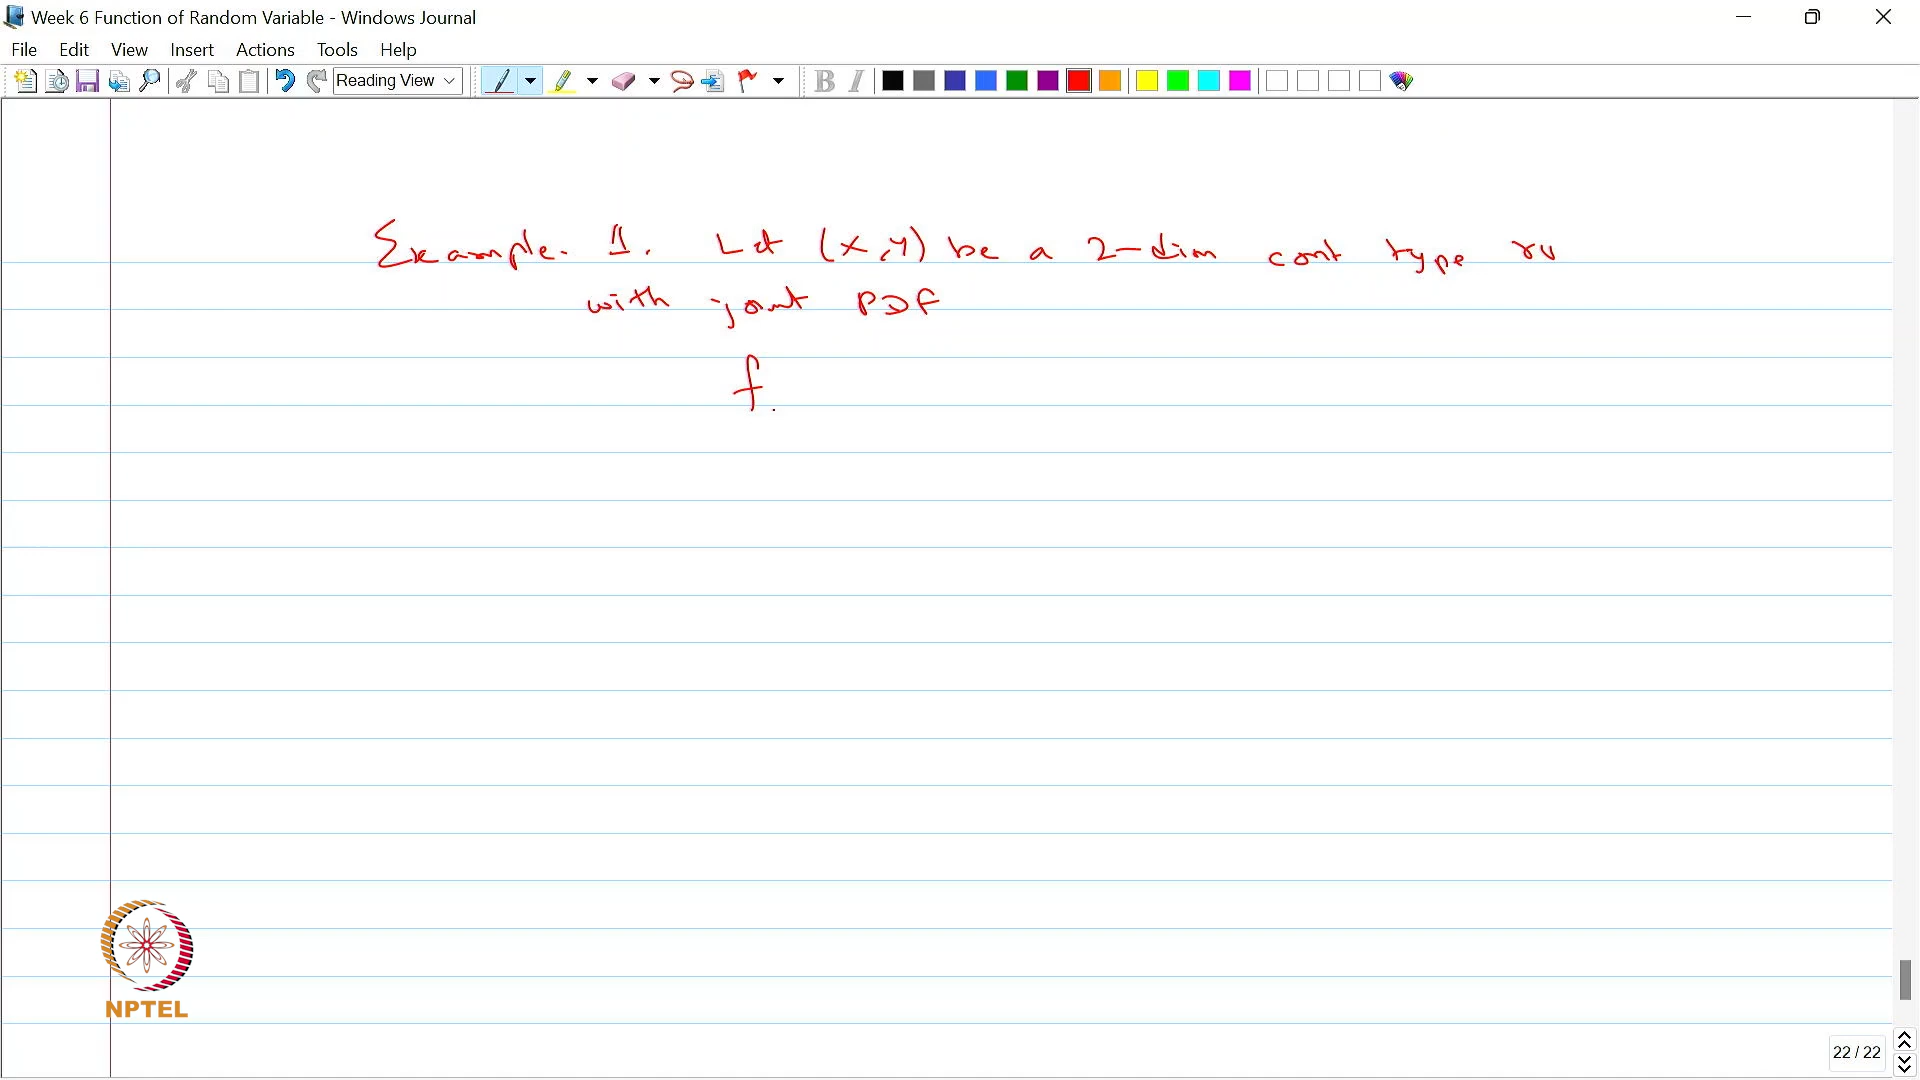 Week 6 Function of Random Variable - Windows Journal
File Edit View Insert Actions Tools Help
Reading View B I
Example. 1. Let (X,Y) be a 2-dim cont type rv
with joint PDF
f
NPTEL
22 / 22